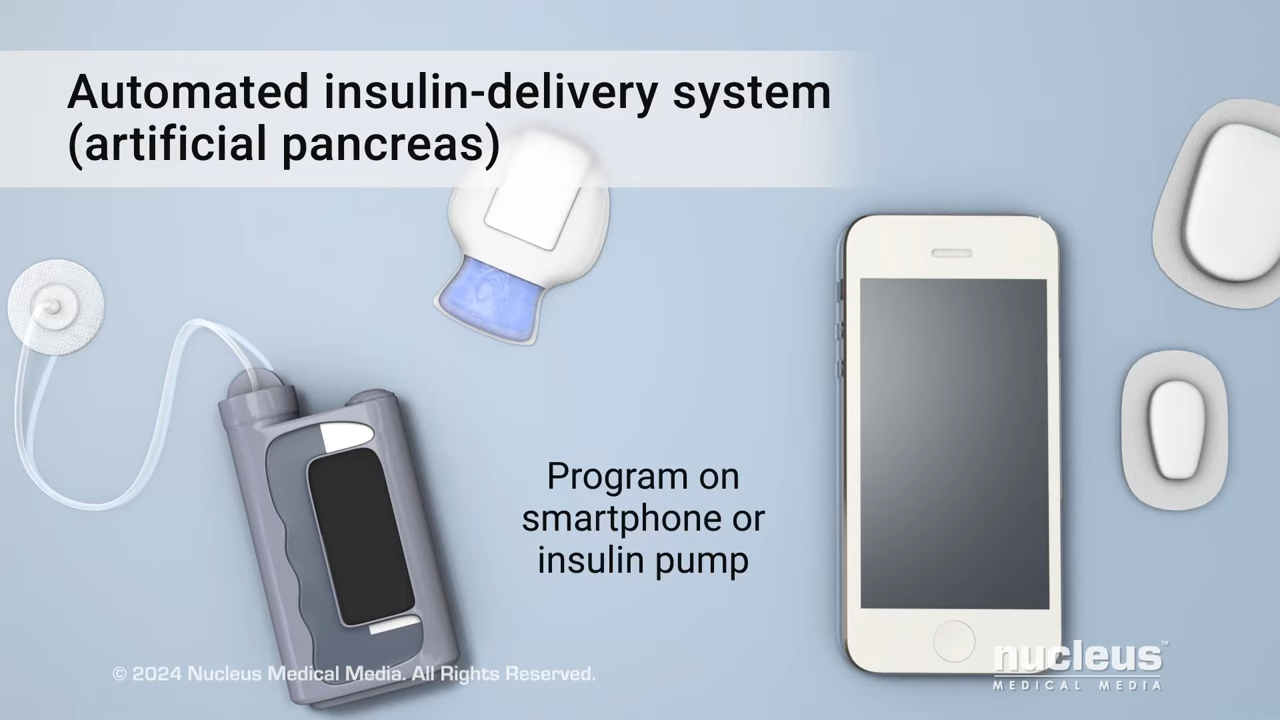 Automated insulin-delivery system
(artificial pancreas)
Program on
smartphone or
insulin pump
© 2024 Nucleus Medical Media. All Rights Reserved.
nucleus™
MEDICAL MEDIA